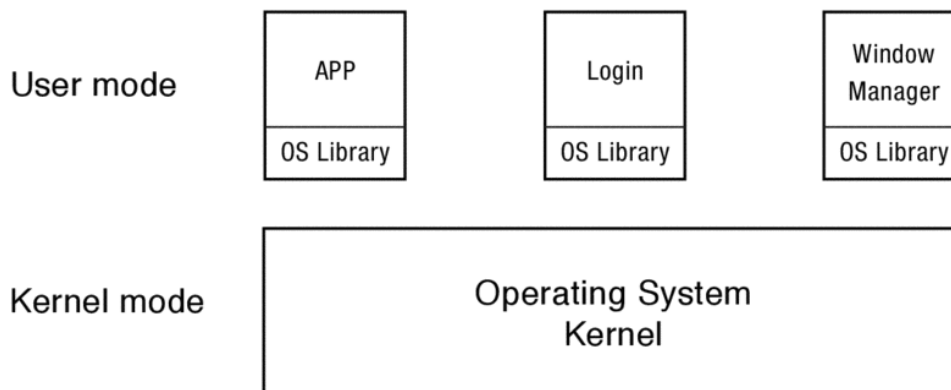 User mode
APP
OS Library
Login
OS Library
Window
Manager
OS Library
Kernel mode
Operating System
Kernel